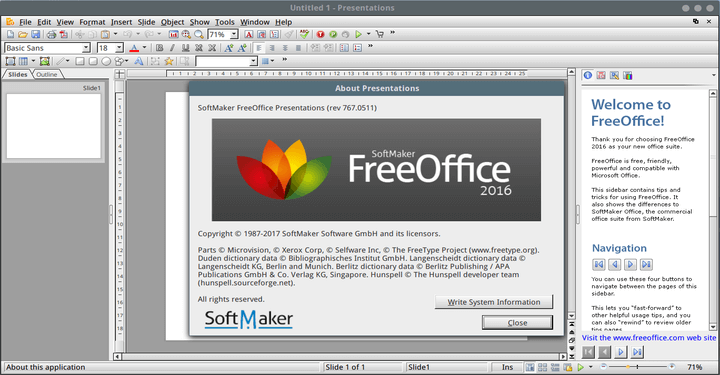 Untitled 1 - Presentations
File Edit View Format Insert Slide Object Show Tools Window Help
71%
Basic Sans 18
Slides Outline
Slide1
About Presentations
SoftMaker FreeOffice Presentations (rev 767.0511)
SoftMaker
FreeOffice
2016
Copyright © 1987-2017 SoftMaker Software GmbH and its licensors.
Parts © Microvision, © Xerox Corp, © Selfware Inc, © The FreeType Project (www.freetype.org).
Duden dictionary data © Bibliographisches Institut GmbH. Langenscheidt dictionary data ©
Langenscheidt KG, Berlin and Munich. Berlitz dictionary data © Berlitz Publishing / APA
Publications GmbH & Co. Verlag KG, Singapore. Hunspell © The Hunspell developer team
(hunspell.sourceforge.net).
All rights reserved.
Write System Information
SoftMaker
Close
Welcome to
FreeOffice!
Thank you for choosing FreeOffice
2016 as your new office suite.
FreeOffice is free, friendly,
powerful and compatible with
Microsoft Office.
This sidebar contains tips and
tricks for using FreeOffice. It
also shows the differences to
SoftMaker Office, the commercial
office suite from SoftMaker.
Navigation
You can use these four buttons to
navigate between the pages of this
sidebar.
This lets you "fast-forward" to
other helpful usage tips, and you
can also "rewind" to review older
Visit the www.freeoffice.com web site
About this application Slide 1 of 1 Slide1 Ins 71%